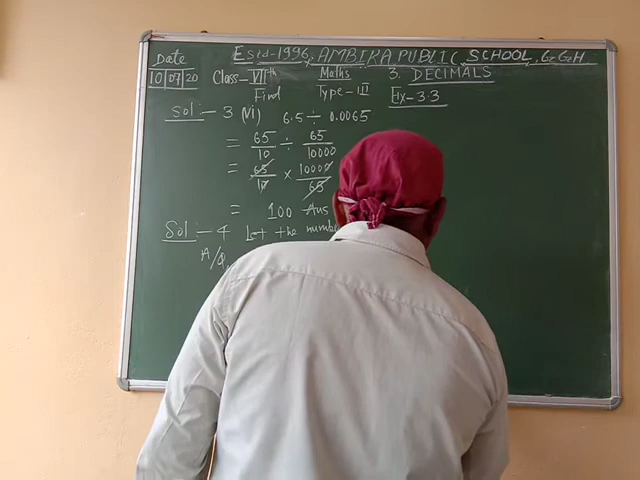 Date Estd-1996, AMBIKA PUBLIC SCHOOL, GZGEH
10 07 20 Class-VIIth Maths 3. DECIMALS
Find Type-III Ex-3.3
Sol:- 3 (vi) 6.5 ÷ 0.0065
= 65/10 ÷ 65/10000
= 65/10 × 10000/65
= 100 Ans
Sol:- 4 Let the numb
A/Q